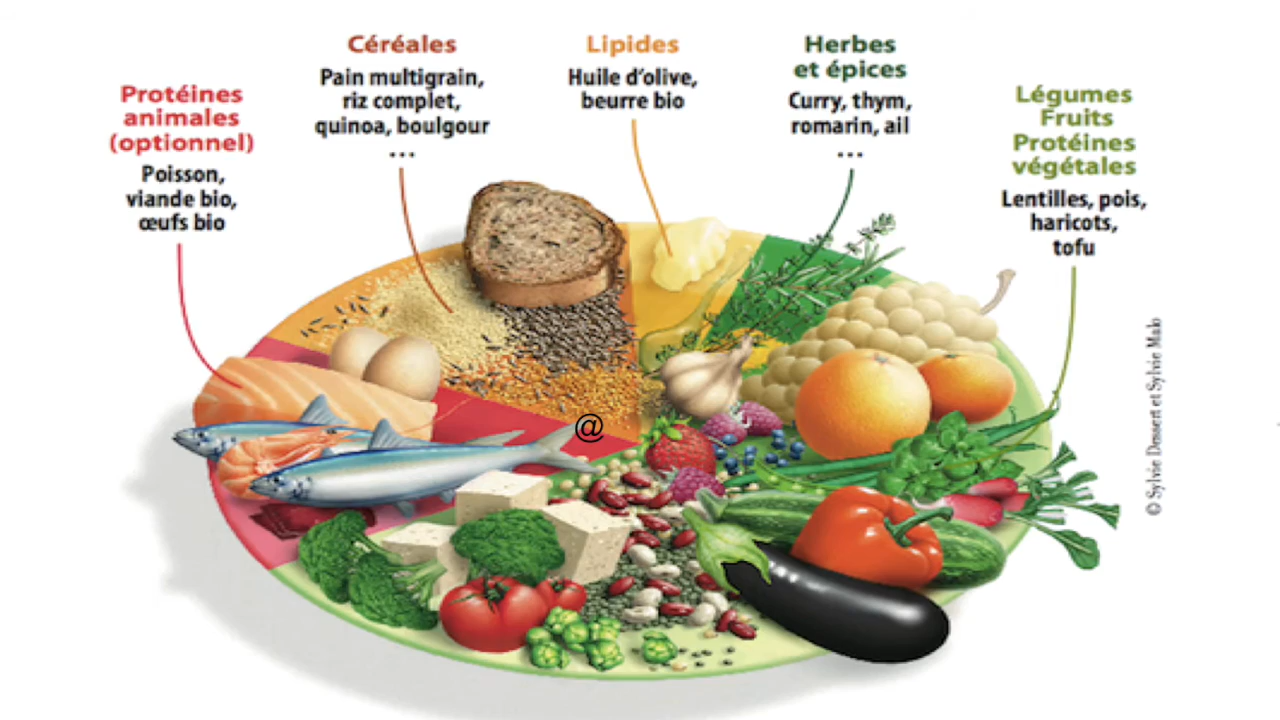 Protéines
animales
(optionnel)
Poisson,
viande bio,
œufs bio
Céréales
Pain multigrain,
riz complet,
quinoa, boulgour
...
Lipides
Huile d'olive,
beurre bio
Herbes
et épices
Curry, thym,
romarin, ail
...
Légumes
Fruits
Protéines
végétales
Lentilles, pois,
haricots,
tofu
@
© Sylvie Dessert et Sylvie Malo